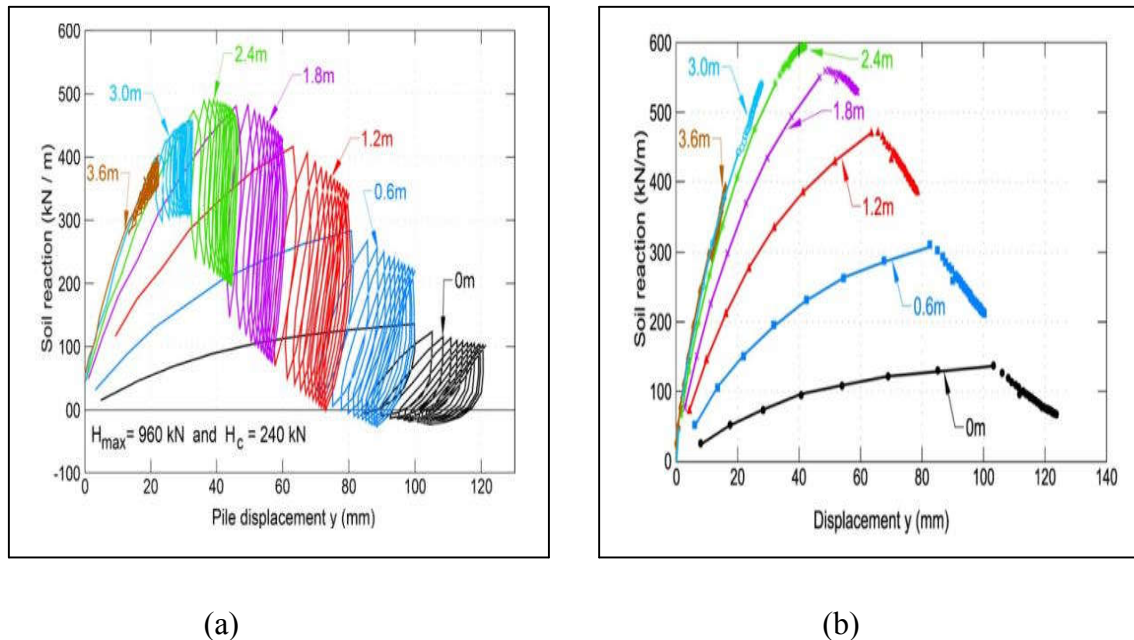 600
500
400
300
200
100
00
-100
0
20
40
60
80
100
120
Soil reaction (kN / m)
Pile displacement y (mm)
2.4m
3.0m
1.8m
3.6m
1.2m
0.6m
0m
Hmax= 960 kN and Hc = 240 kN
(a)
600
500
400
300
200
100
0
0
20
40
60
80
100
120
140
Soil reaction (kN/m)
Displacement y (mm)
2.4m
3.0m
1.8m
3.6m
1.2m
0.6m
0m
(b)